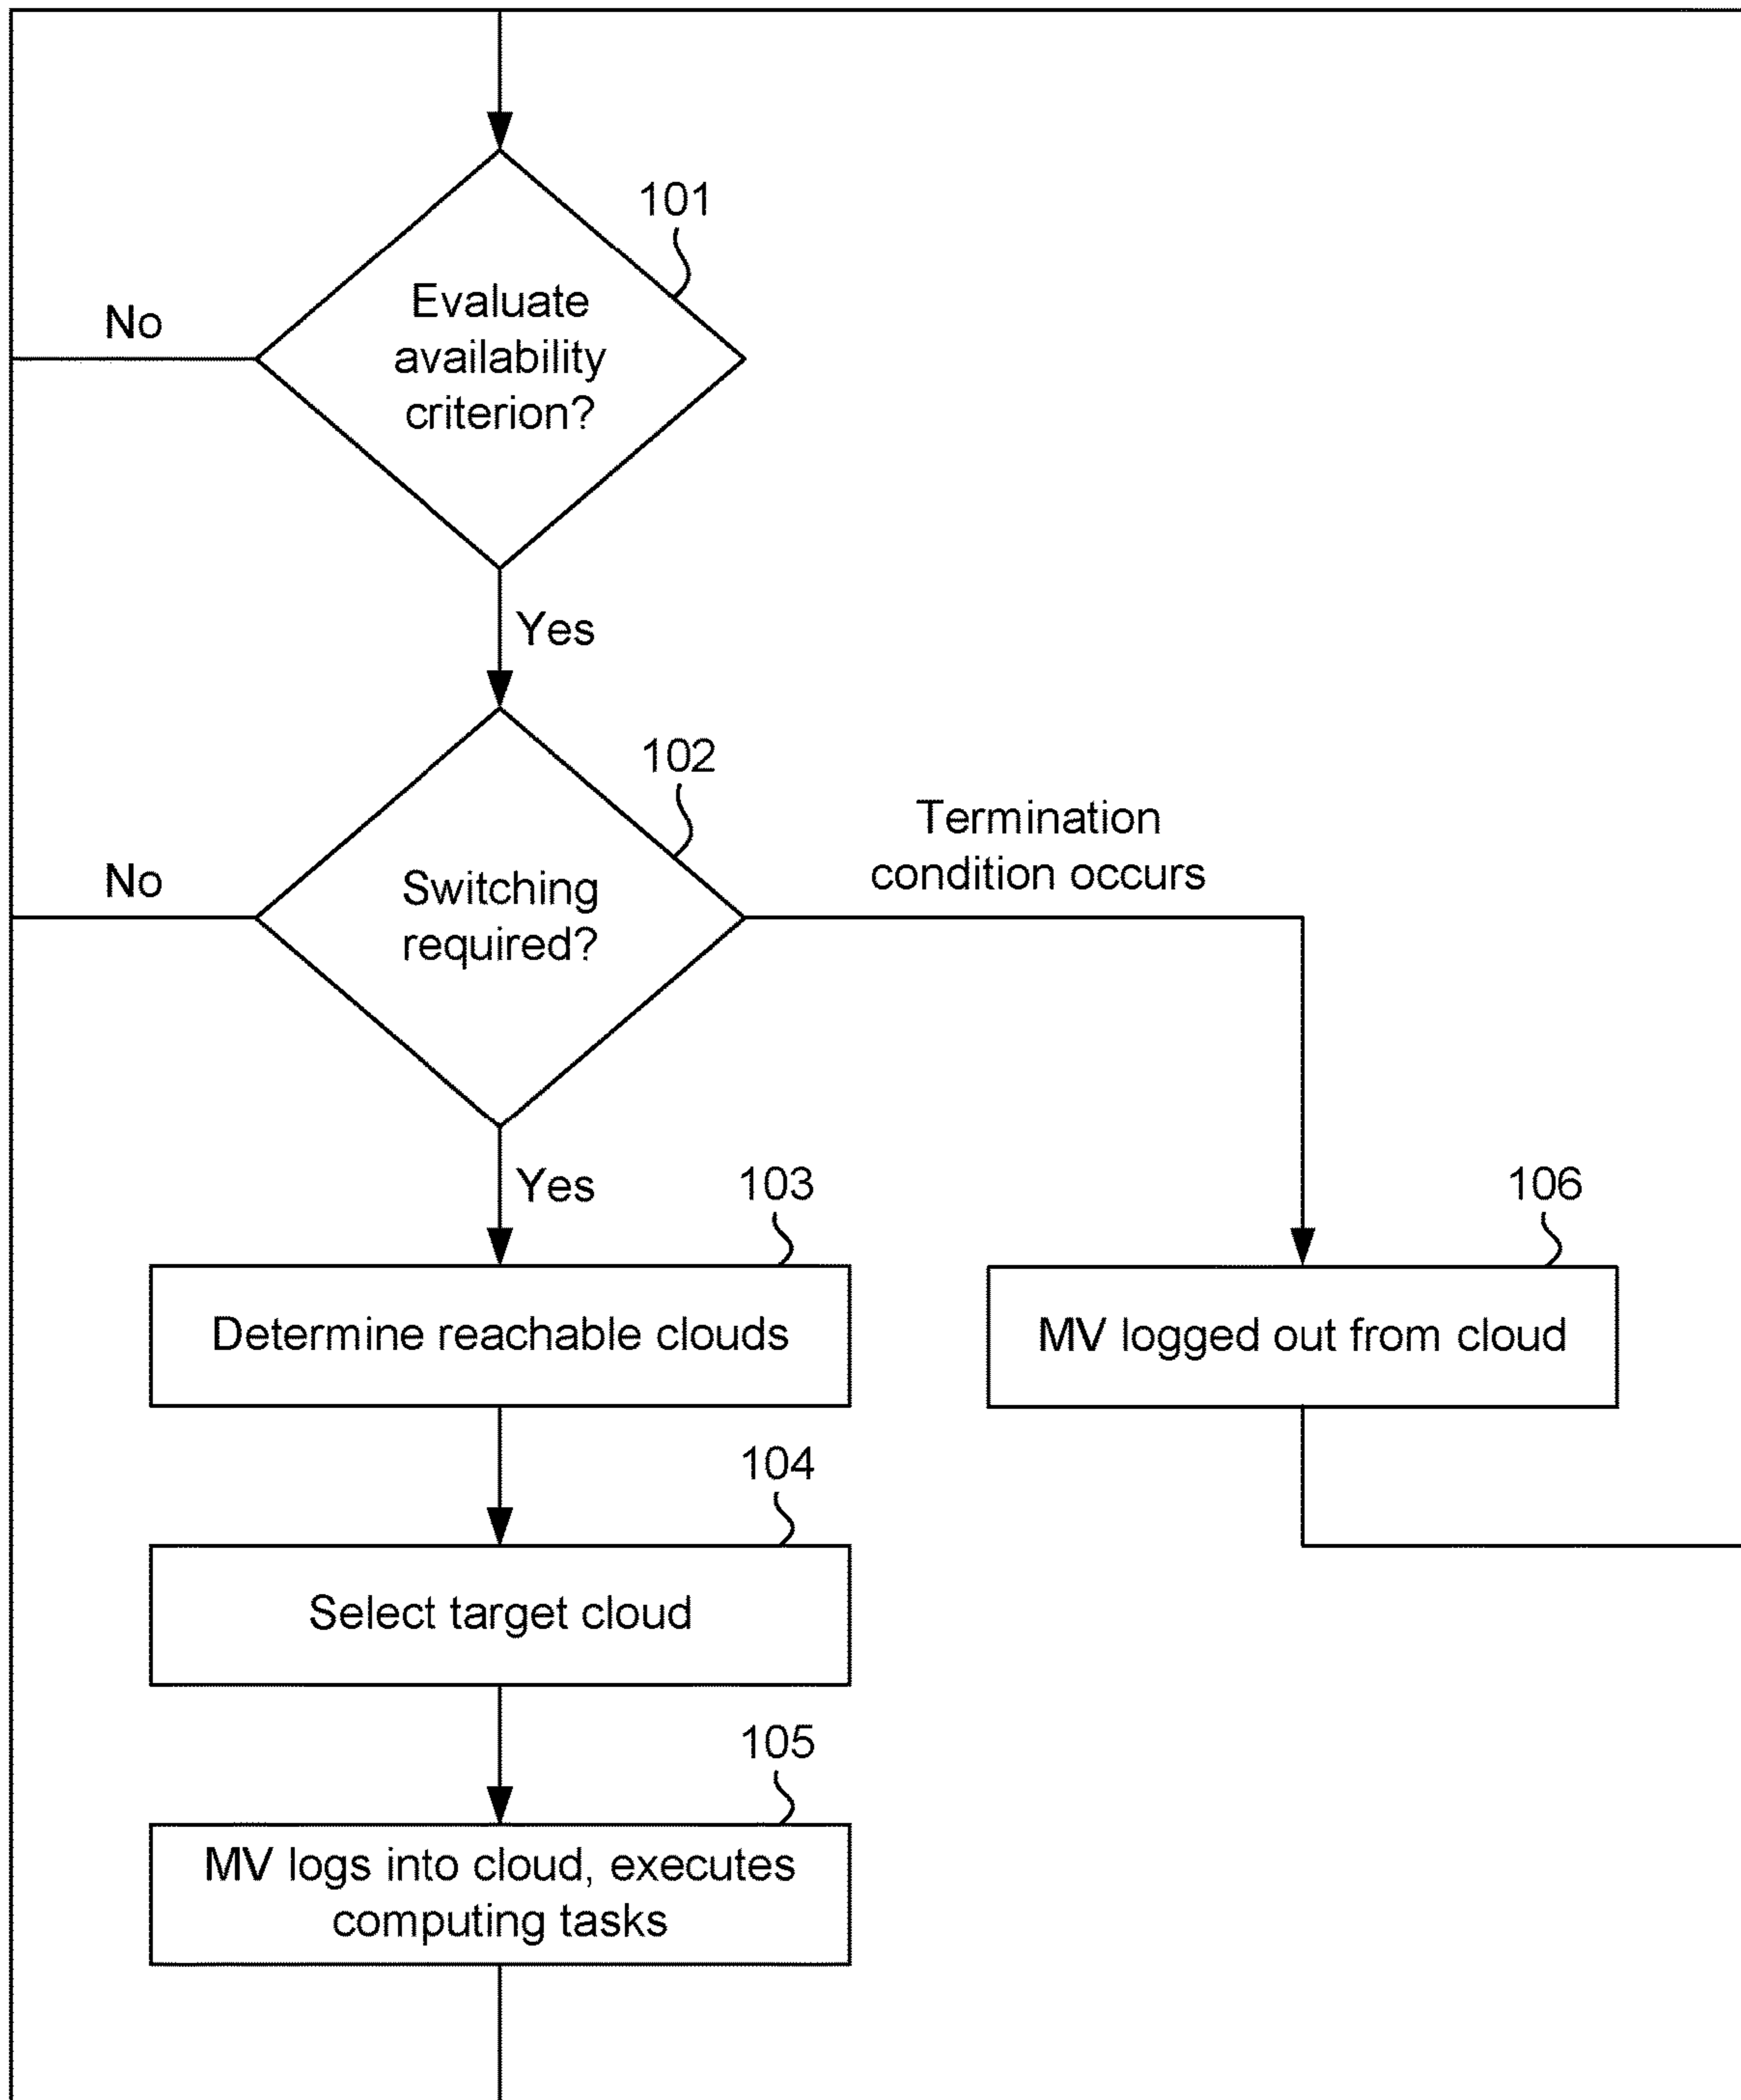 101
Evaluate
availability
criterion?
No
Yes
102
Termination
condition occurs
No
Switching
required?
Yes
103
106
Determine reachable clouds
MV logged out from cloud
104
Select target cloud
105
MV logs into cloud, executes
computing tasks